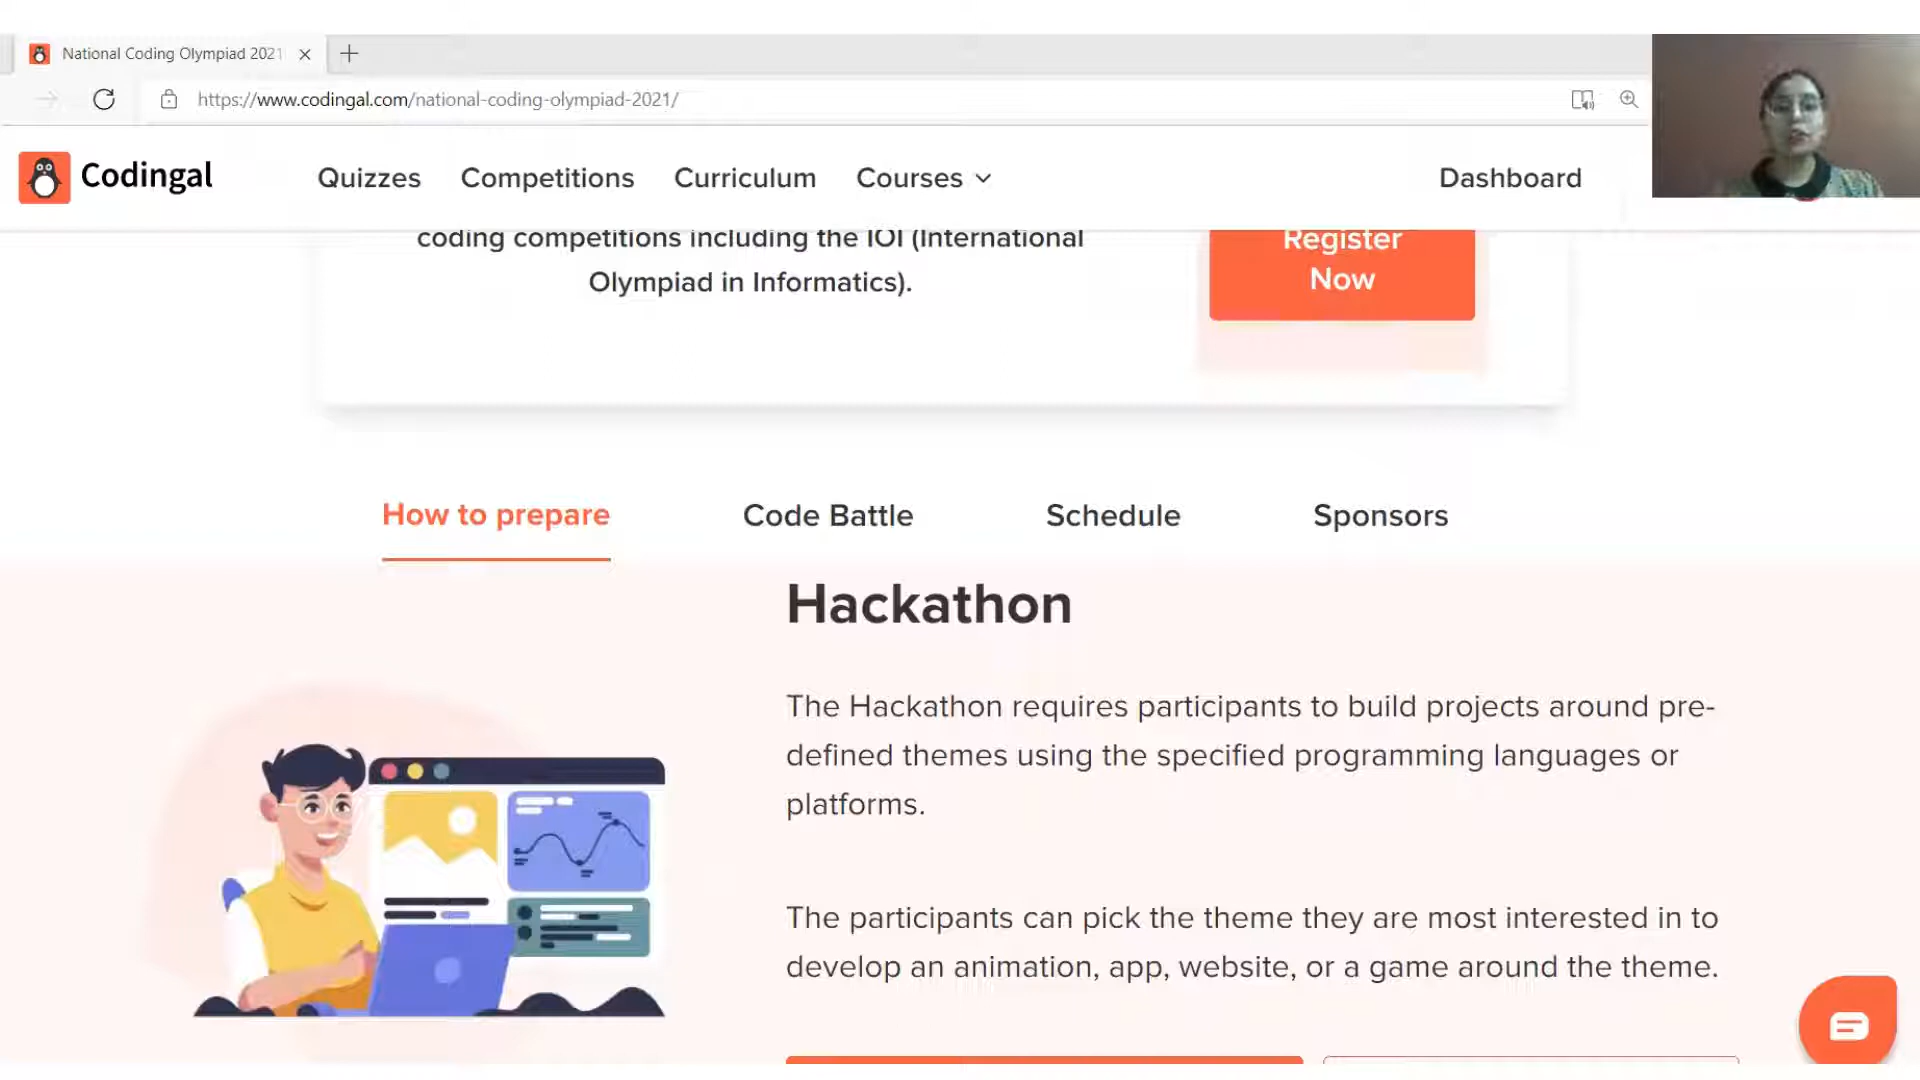 National Coding Olympiad 2021
https://www.codingal.com/national-coding-olympiad-2021/
Codingal
Quizzes
Competitions
Curriculum
Courses
Dashboard
coding competitions including the IOI (International
Olympiad in Informatics).
Register
Now
How to prepare
Code Battle
Schedule
Sponsors
Hackathon
The Hackathon requires participants to build projects around pre-
defined themes using the specified programming languages or
platforms.
The participants can pick the theme they are most interested in to
develop an animation, app, website, or a game around the theme.